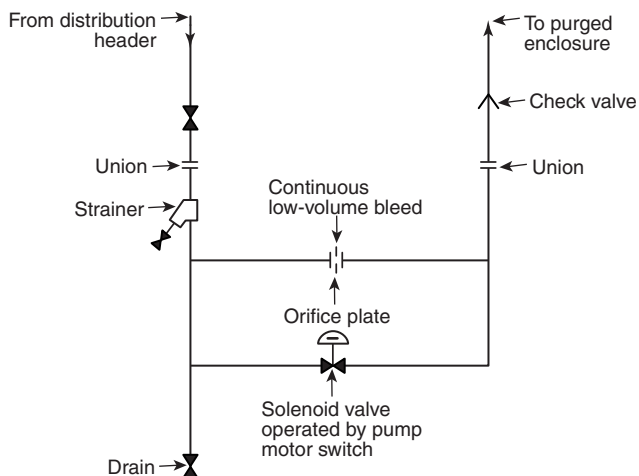 From distribution
header
To purged
enclosure
Check valve
Union
Union
Strainer
Continuous
low-volume bleed
Orifice plate
Solenoid valve
operated by pump
motor switch
Drain